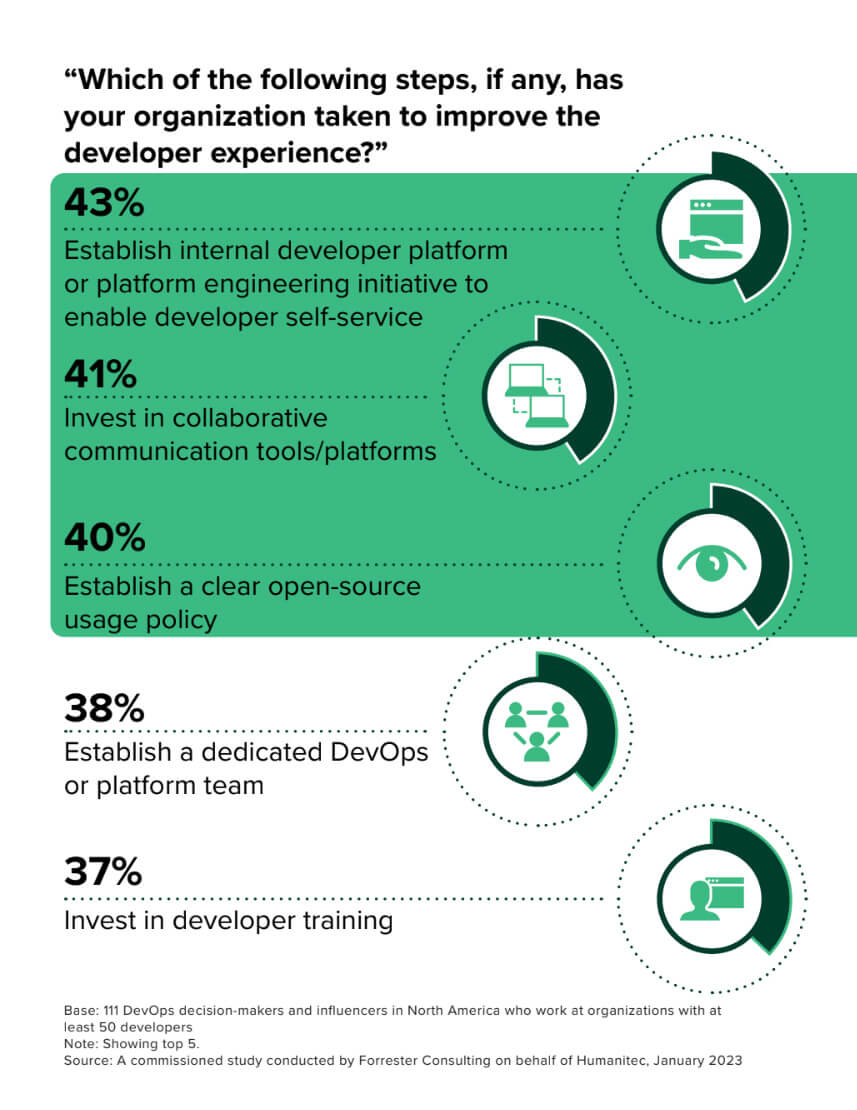 “Which of the following steps, if any, has
your organization taken to improve the
developer experience?”
43%
Establish internal developer platform
or platform engineering initiative to
enable developer self-service
41%
Invest in collaborative
communication tools/platforms
40%
Establish a clear open-source
usage policy
38%
Establish a dedicated DevOps
or platform team
37%
Invest in developer training
Base: 111 DevOps decision-makers and influencers in North America who work at organizations with at
least 50 developers
Note: Showing top 5.
Source: A commissioned study conducted by Forrester Consulting on behalf of Humanitec, January 2023